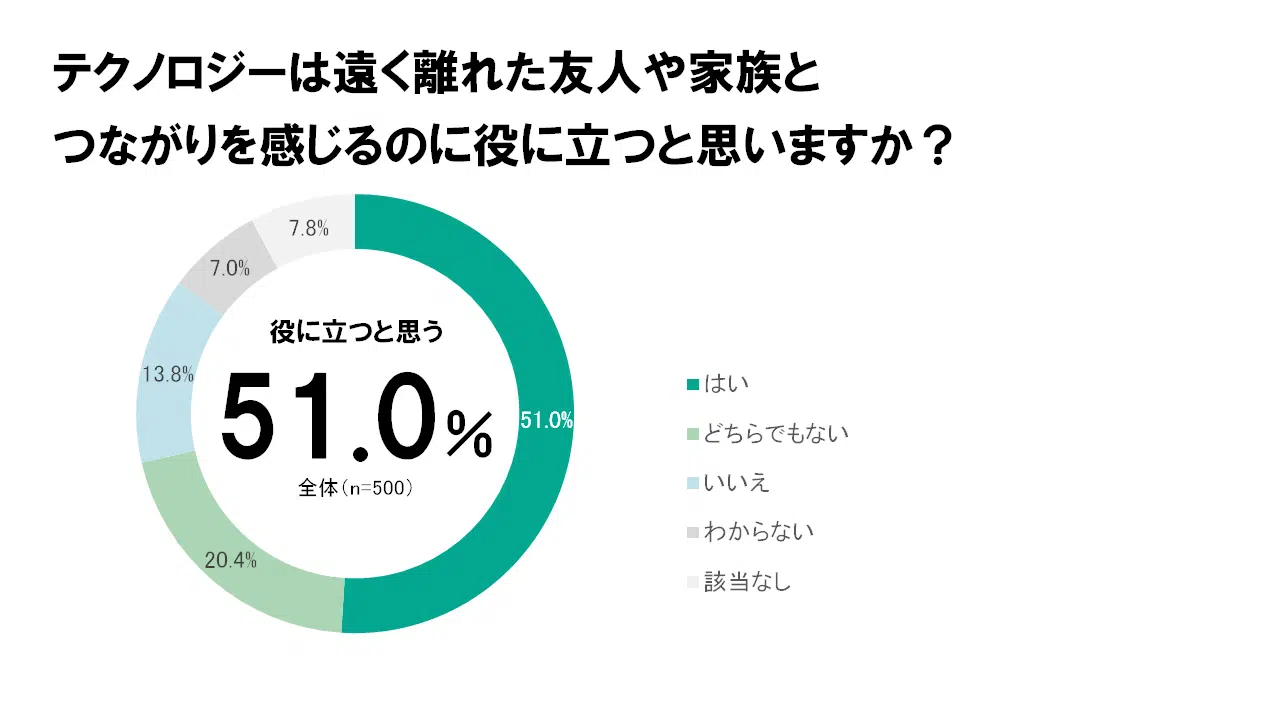 テクノロジーは遠く離れた友人や家族と
つながりを感じるのに役に立つと思いますか？
7.8%
7.0%
13.8%
20.4%
51.0%
役に立つと思う
51.0%
全体（n=500）
はい
どちらでもない
いいえ
わからない
該当なし